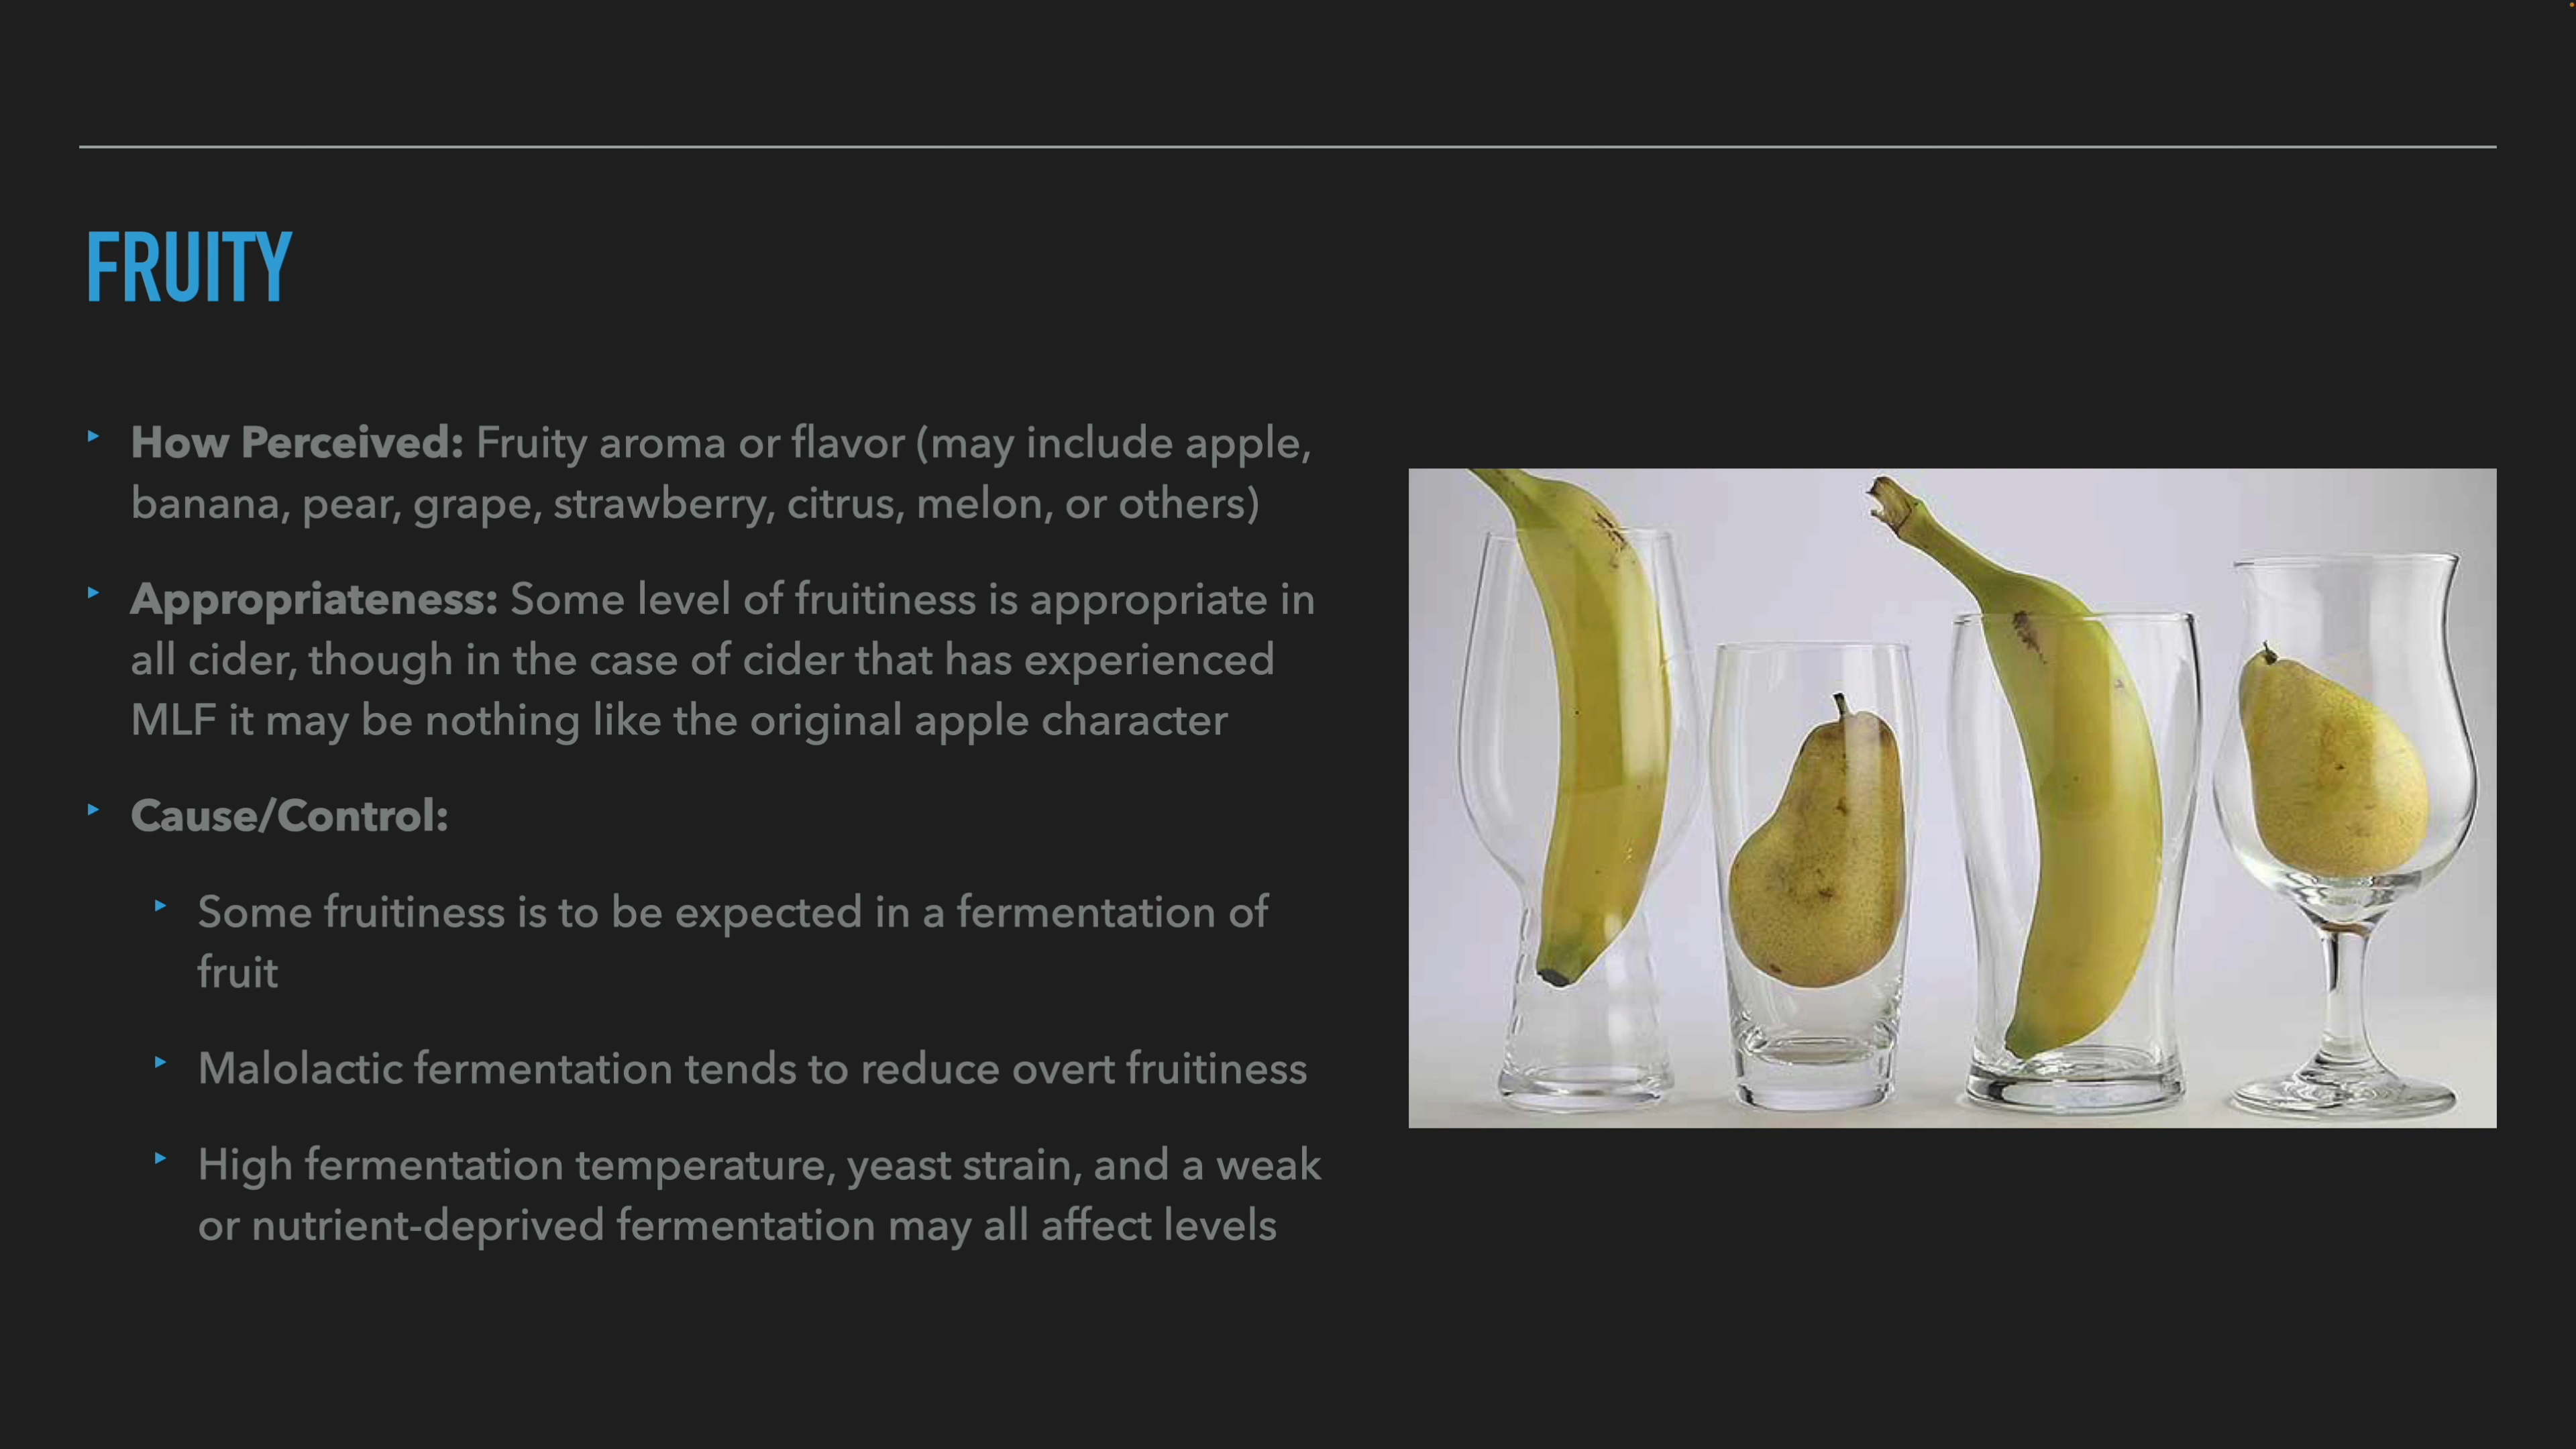 FRUITY
How Perceived: Fruity aroma or flavor (may include apple,
banana, pear, grape, strawberry, citrus, melon, or others)
Appropriateness: Some level of fruitiness is appropriate in
all cider, though in the case of cider that has experienced
MLF it may be nothing like the original apple character
Cause/Control:
Some fruitiness is to be expected in a fermentation of
fruit
Malolactic fermentation tends to reduce overt fruitiness
High fermentation temperature, yeast strain, and a weak
or nutrient-deprived fermentation may all affect levels